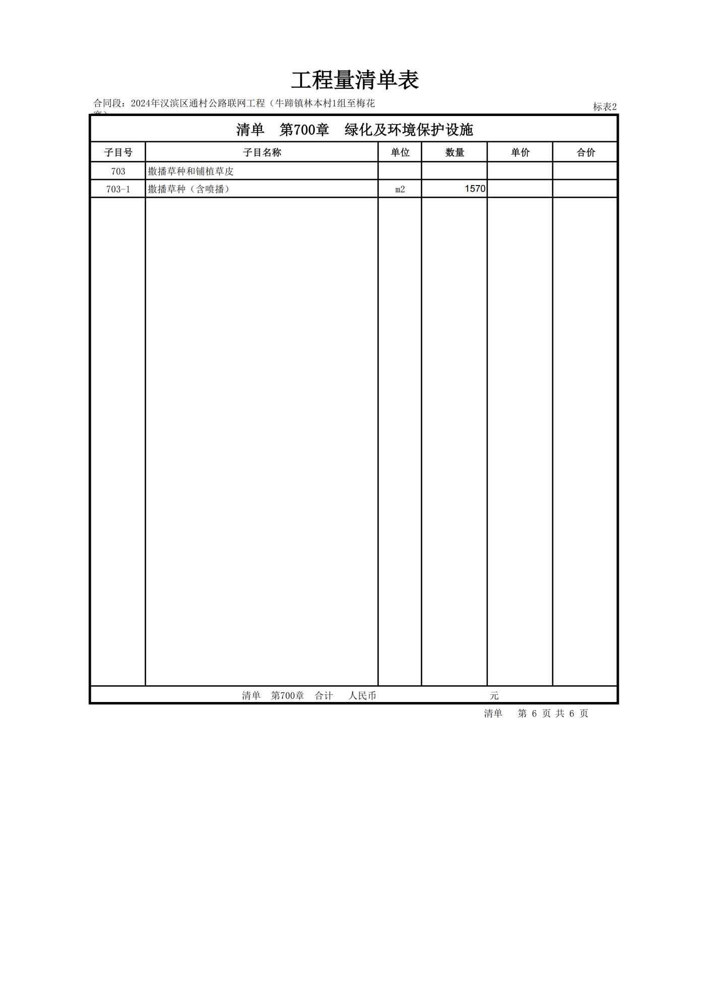 工程量清单表
合同段：2024年汉滨区通村公路联网工程（牛蹄镇林本村1组至梅花
标表2
清单 第700章 绿化及环境保护设施
子目号 子目名称 单位 数量 单价 合价
703 撒播草种和铺植草皮
703-1 撒播草种（含喷播） m2 1570
清单 第700章 合计 人民币 元
清单 第 6 页 共 6 页